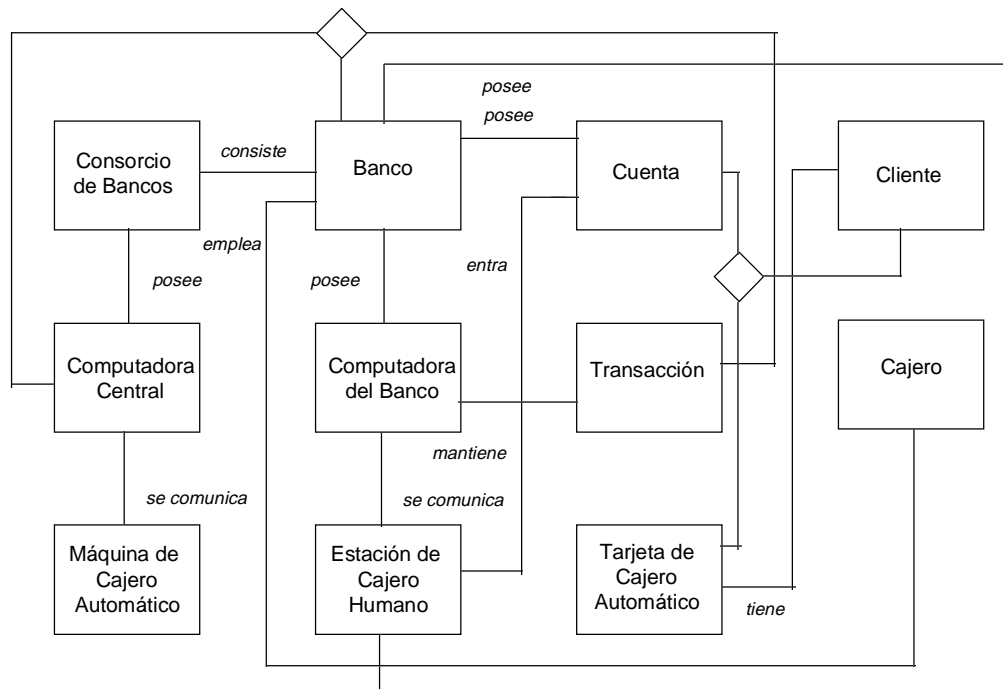 posee
posee
Consorcio
de Bancos
consiste
Banco
Cuenta
Cliente
emplea
entra
posee
posee
Computadora
Central
Computadora
del Banco
Transacción
Cajero
mantiene
se comunica
se comunica
Máquina de
Cajero
Automático
Estación de
Cajero
Humano
Tarjeta de
Cajero
Automático
tiene